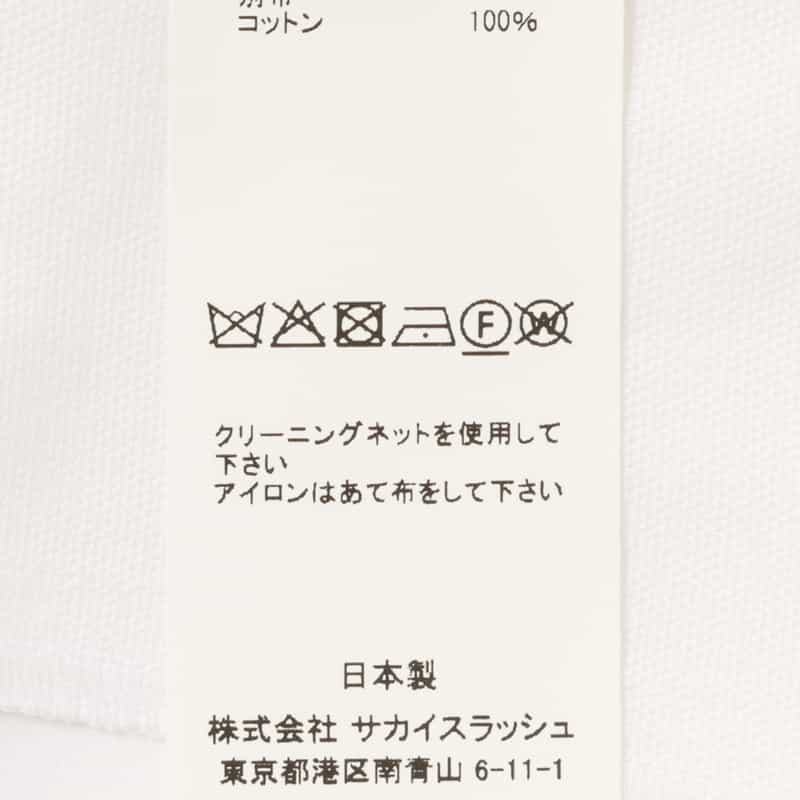 別布
コットン 100%
F W
クリーニングネットを使用して
下さい
アイロンはあて布をして下さい
日本製
株式会社 サカイスラッシュ
東京都港区南青山 6-11-1